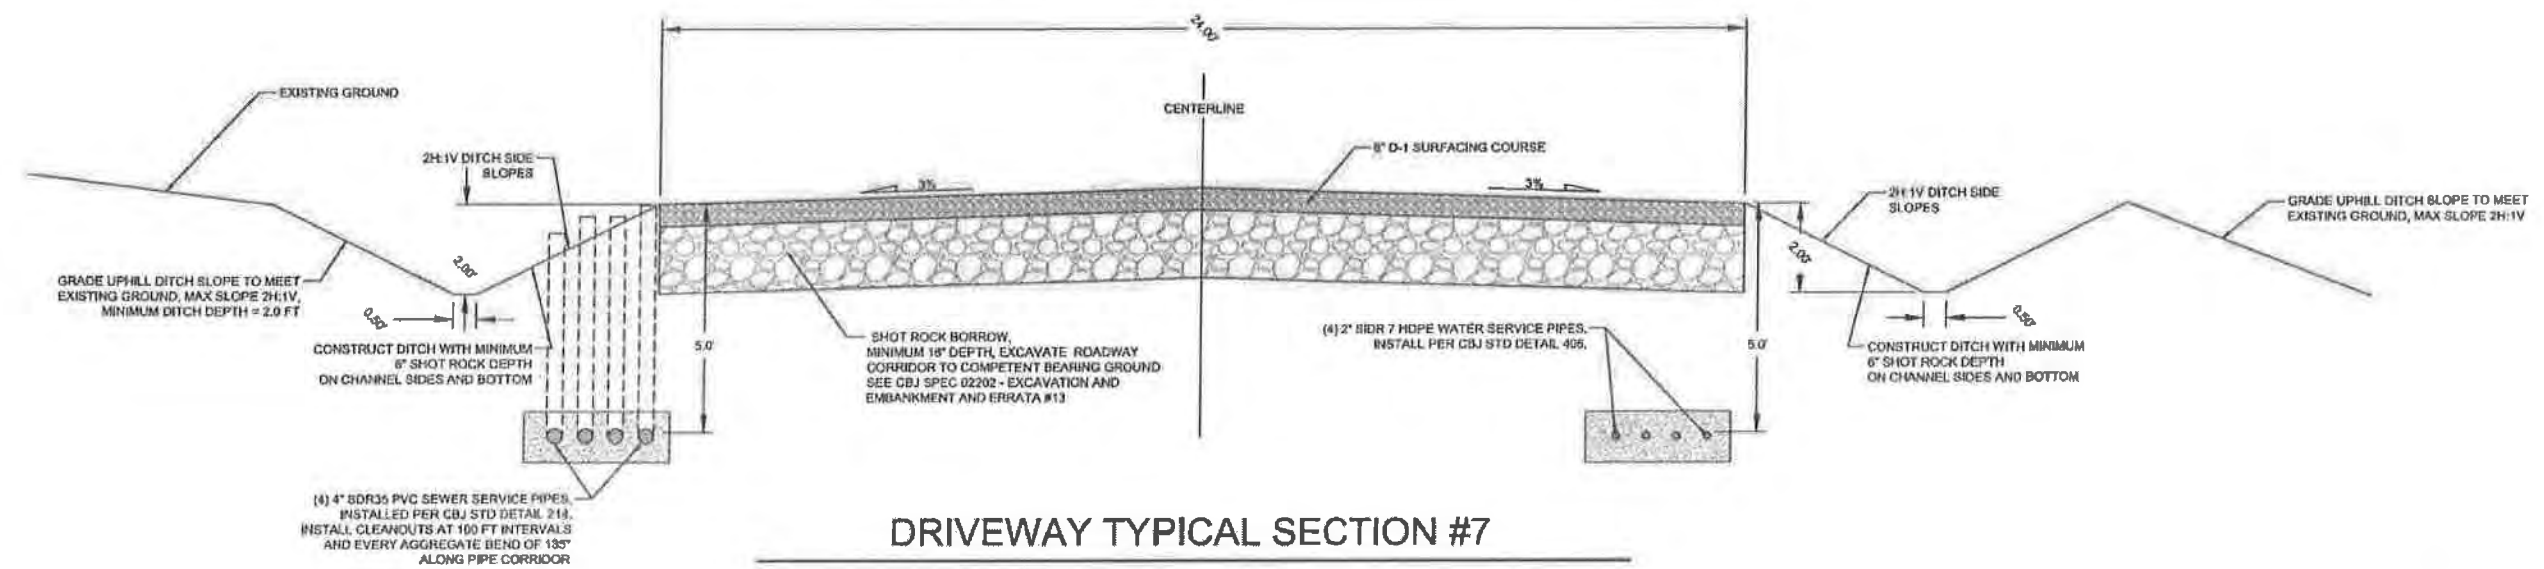 24.00'
EXISTING GROUND
CENTERLINE
2H:1V DITCH SIDE
SLOPES
6" D-1 SURFACING COURSE
3%
3%
2H:1V DITCH SIDE
SLOPES
GRADE UPHILL DITCH SLOPE TO MEET
EXISTING GROUND, MAX SLOPE 2H:1V
2.00'
2.00'
GRADE UPHILL DITCH SLOPE TO MEET
EXISTING GROUND, MAX SLOPE 2H:1V,
MINIMUM DITCH DEPTH = 2.0 FT
0.50'
0.50'
CONSTRUCT DITCH WITH MINIMUM
6" SHOT ROCK DEPTH
ON CHANNEL SIDES AND BOTTOM
5.0'
SHOT ROCK BORROW,
MINIMUM 18" DEPTH, EXCAVATE ROADWAY
CORRIDOR TO COMPETENT BEARING GROUND
SEE CBJ SPEC 02202 - EXCAVATION AND
EMBANKMENT AND ERRATA #13
(4) 2" SIDR 7 HDPE WATER SERVICE PIPES,
INSTALL PER CBJ STD DETAIL 406.
5.0'
CONSTRUCT DITCH WITH MINIMUM
6" SHOT ROCK DEPTH
ON CHANNEL SIDES AND BOTTOM
(4) 4" SDR35 PVC SEWER SERVICE PIPES,
INSTALLED PER CBJ STD DETAIL 214.
INSTALL CLEANOUTS AT 100 FT INTERVALS
AND EVERY AGGREGATE BEND OF 135°
ALONG PIPE CORRIDOR
DRIVEWAY TYPICAL SECTION #7